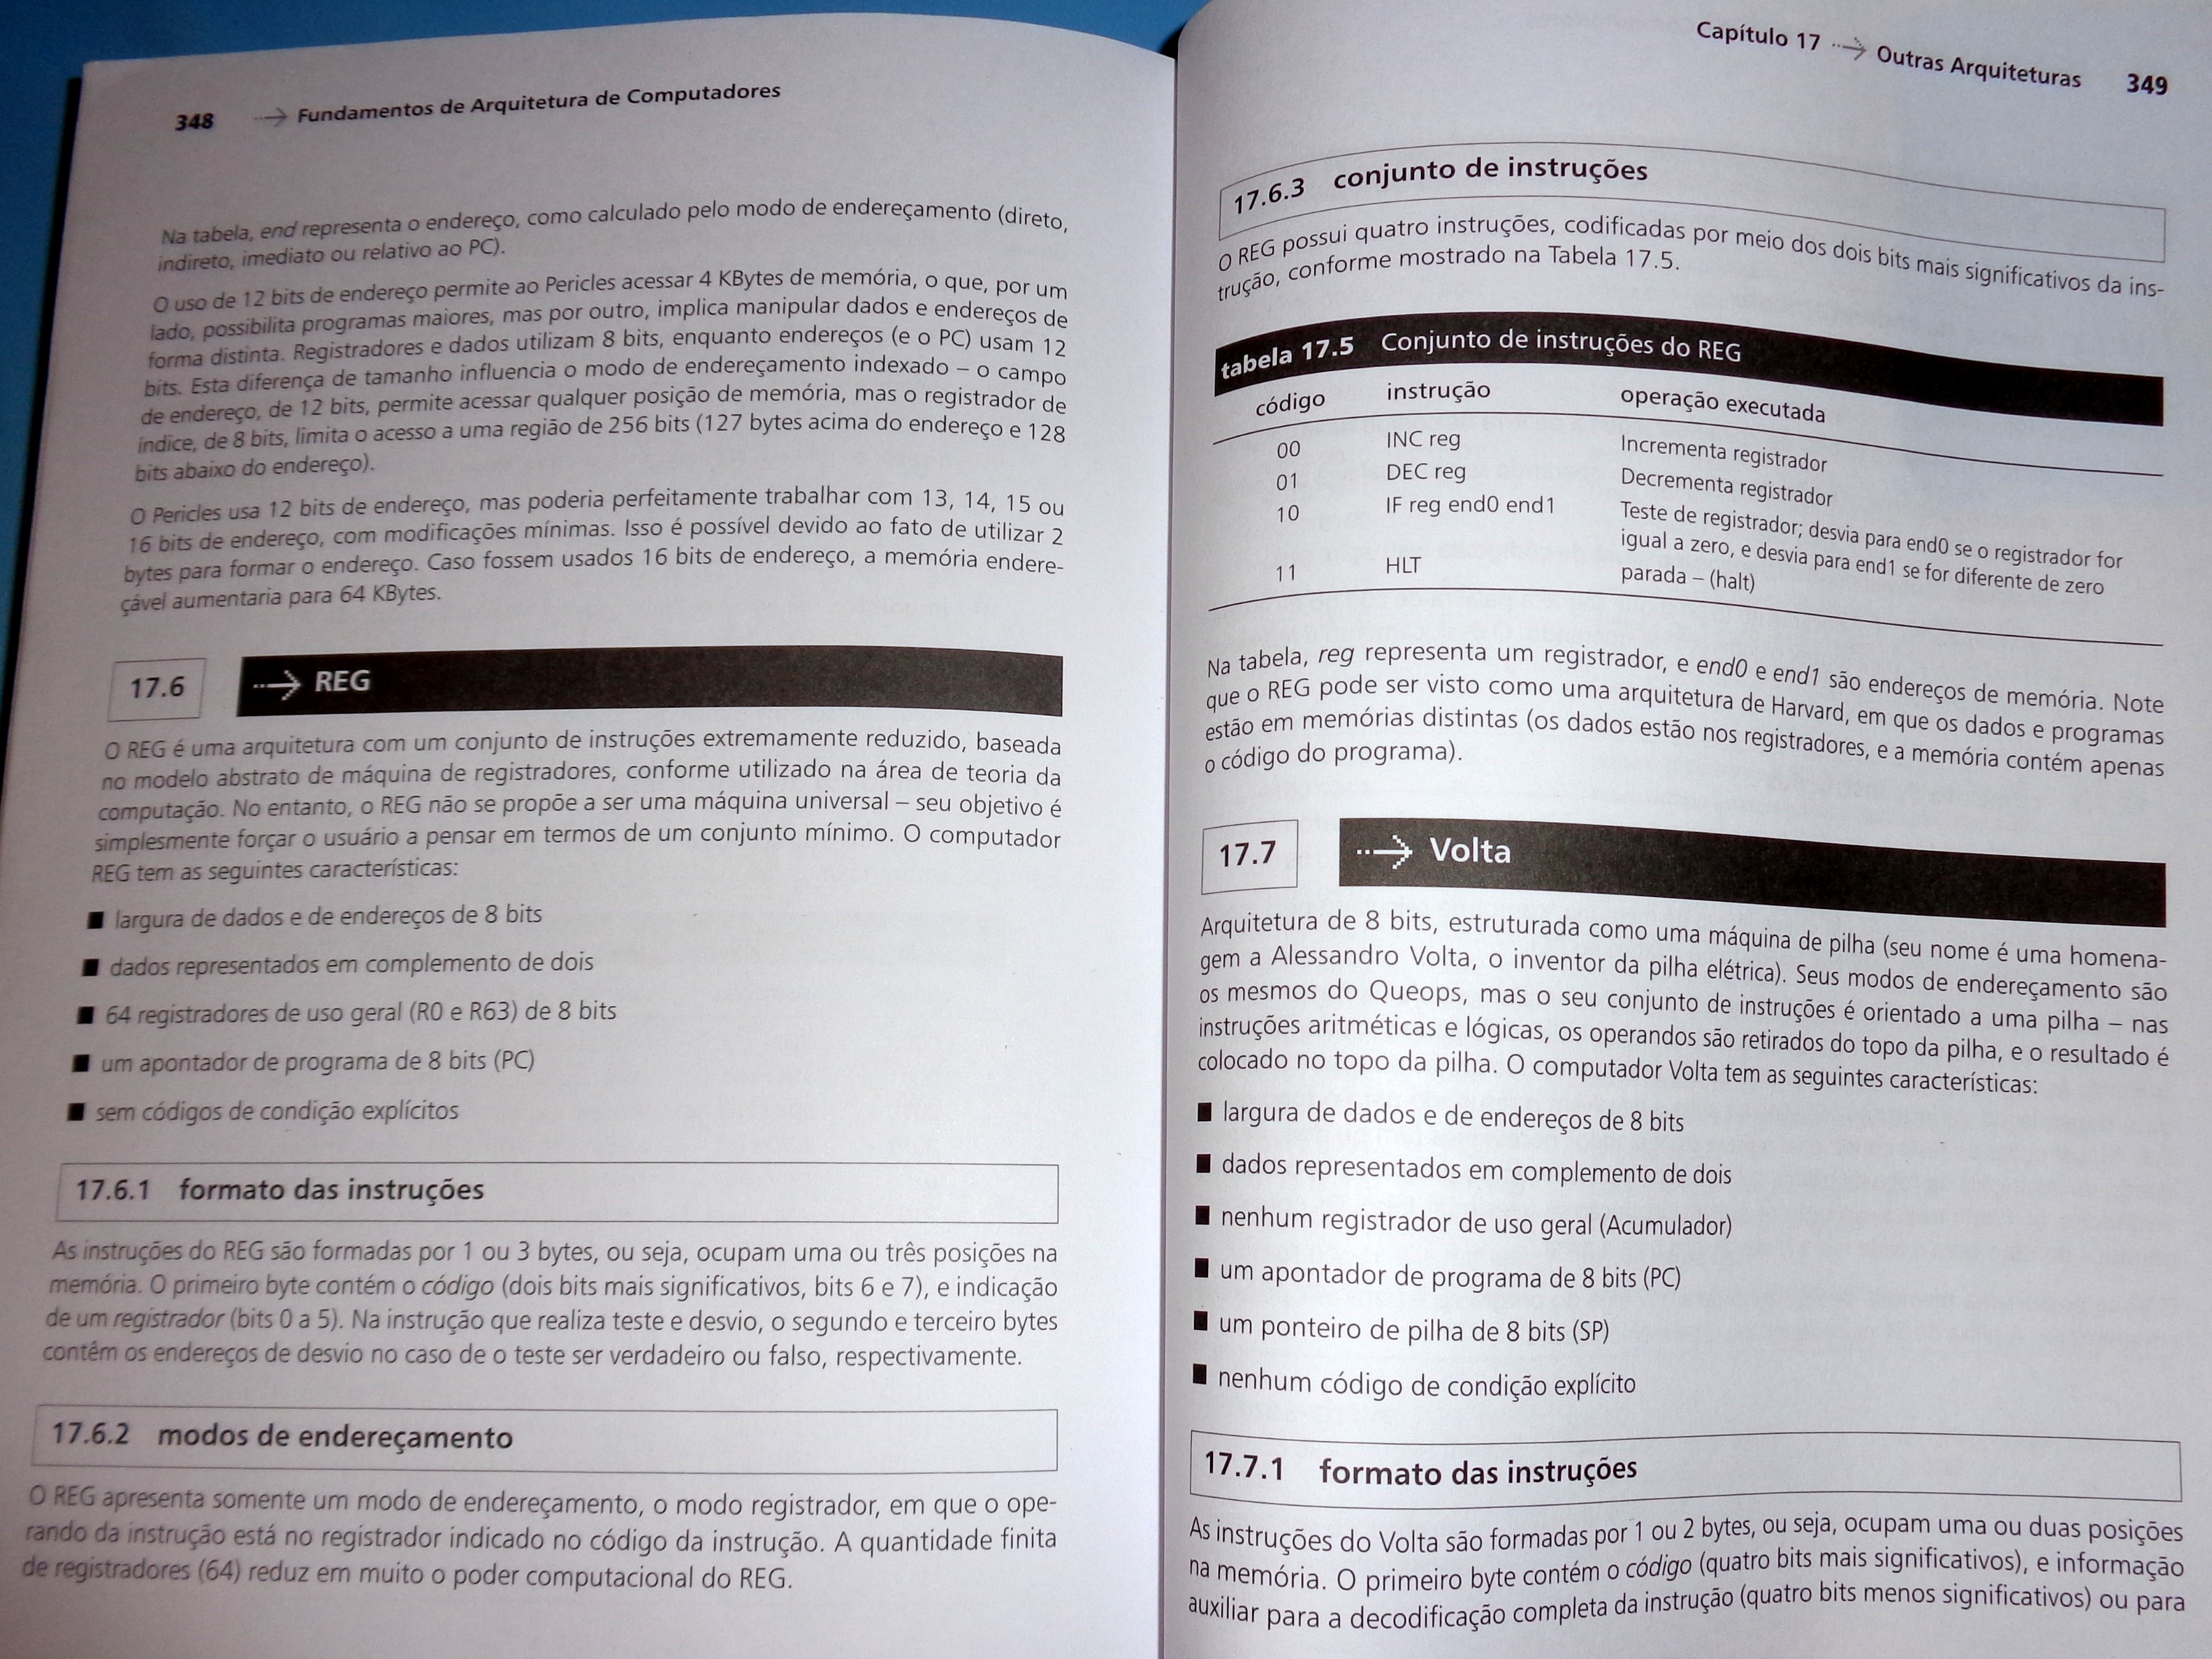 348 ⇢ Fundamentos de Arquitetura de Computadores
Na tabela, end representa o endereço, como calculado pelo modo de endereçamento (direto,
indireto, imediato ou relativo ao PC).
O uso de 12 bits de endereço permite ao Pericles acessar 4 KBytes de memória, o que, por um
lado, possibilita programas maiores, mas por outro, implica manipular dados e endereços de
forma distinta. Registradores e dados utilizam 8 bits, enquanto endereços (e o PC) usam 12
bits. Esta diferença de tamanho influencia o modo de endereçamento indexado – o campo
de endereço, de 12 bits, permite acessar qualquer posição de memória, mas o registrador de
índice, de 8 bits, limita o acesso a uma região de 256 bits (127 bytes acima do endereço e 128
bits abaixo do endereço).
O Pericles usa 12 bits de endereço, mas poderia perfeitamente trabalhar com 13, 14, 15 ou
16 bits de endereço, com modificações mínimas. Isso é possível devido ao fato de utilizar 2
bytes para formar o endereço. Caso fossem usados 16 bits de endereço, a memória endere-
çável aumentaria para 64 KBytes.
17.6 ⇢ REG
O REG é uma arquitetura com um conjunto de instruções extremamente reduzido, baseada
no modelo abstrato de máquina de registradores, conforme utilizado na área de teoria da
computação. No entanto, o REG não se propõe a ser uma máquina universal – seu objetivo é
simplesmente forçar o usuário a pensar em termos de um conjunto mínimo. O computador
REG tem as seguintes características:
■ largura de dados e de endereços de 8 bits
■ dados representados em complemento de dois
■ 64 registradores de uso geral (R0 e R63) de 8 bits
■ um apontador de programa de 8 bits (PC)
■ sem códigos de condição explícitos
17.6.1 formato das instruções
As instruções do REG são formadas por 1 ou 3 bytes, ou seja, ocupam uma ou três posições na
memória. O primeiro byte contém o código (dois bits mais significativos, bits 6 e 7), e indicação
de um registrador (bits 0 a 5). Na instrução que realiza teste e desvio, o segundo e terceiro bytes
contêm os endereços de desvio no caso de o teste ser verdadeiro ou falso, respectivamente.
17.6.2 modos de endereçamento
O REG apresenta somente um modo de endereçamento, o modo registrador, em que o ope-
rando da instrução está no registrador indicado no código da instrução. A quantidade finita
de registradores (64) reduz em muito o poder computacional do REG.
Capítulo 17 ⇢ Outras Arquiteturas 349
17.6.3 conjunto de instruções
O REG possui quatro instruções, codificadas por meio dos dois bits mais significativos da ins-
trução, conforme mostrado na Tabela 17.5.
tabela 17.5 Conjunto de instruções do REG
código instrução operação executada
00 INC reg Incrementa registrador
01 DEC reg Decrementa registrador
10 IF reg end0 end1 Teste de registrador; desvia para end0 se o registrador for
igual a zero, e desvia para end1 se for diferente de zero
11 HLT parada – (halt)
Na tabela, reg representa um registrador, e end0 e end1 são endereços de memória. Note
que o REG pode ser visto como uma arquitetura de Harvard, em que os dados e programas
estão em memórias distintas (os dados estão nos registradores, e a memória contém apenas
o código do programa).
17.7 ⇢ Volta
Arquitetura de 8 bits, estruturada como uma máquina de pilha (seu nome é uma homena-
gem a Alessandro Volta, o inventor da pilha elétrica). Seus modos de endereçamento são
os mesmos do Queops, mas o seu conjunto de instruções é orientado a uma pilha – nas
instruções aritméticas e lógicas, os operandos são retirados do topo da pilha, e o resultado é
colocado no topo da pilha. O computador Volta tem as seguintes características:
■ largura de dados e de endereços de 8 bits
■ dados representados em complemento de dois
■ nenhum registrador de uso geral (Acumulador)
■ um apontador de programa de 8 bits (PC)
■ um ponteiro de pilha de 8 bits (SP)
■ nenhum código de condição explícito
17.7.1 formato das instruções
As instruções do Volta são formadas por 1 ou 2 bytes, ou seja, ocupam uma ou duas posições
na memória. O primeiro byte contém o código (quatro bits mais significativos), e informação
auxiliar para a decodificação completa da instrução (quatro bits menos significativos) ou para